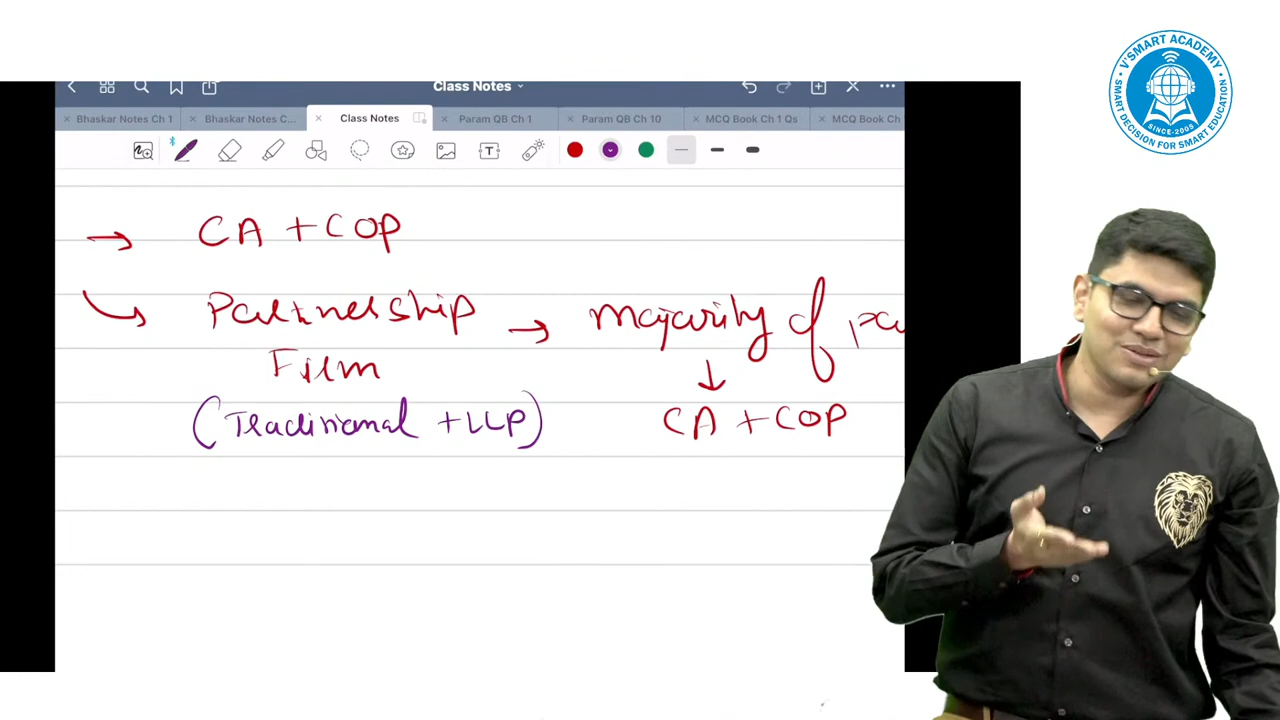 Class Notes
Bhaskar Notes Ch 1
Bhaskar Notes C...
Class Notes
Param QB Ch 1
Param QB Ch 10
MCQ Book Ch 1 Qs
MCQ Book Ch
→ CA + COP
Partnership → Majority of pa
Firm
↓
(Traditional + LLP)
CA + COP
V'SMART ACADEMY
SINCE-2005
SMART DECISION FOR SMART EDUCATION